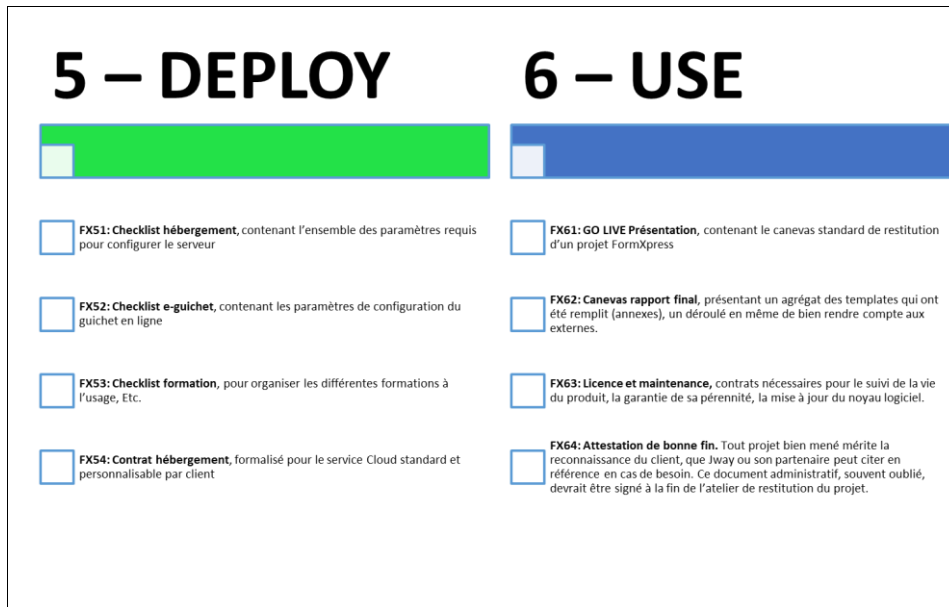 5 – DEPLOY
FX51: Checklist hébergement, contenant l'ensemble des paramètres requis
pour configurer le serveur
FX52: Checklist e-guichet, contenant les paramètres de configuration du
guichet en ligne
FX53: Checklist formation, pour organiser les différentes formations à
l'usage, Etc.
FX54: Contrat hébergement, formalisé pour le service Cloud standard et
personnalisable par client
6 – USE
FX61: GO LIVE Présentation, contenant le canevas standard de restitution
d'un projet FormXpress
FX62: Canevas rapport final, présentant un agrégat des templates qui ont
été remplit (annexes), un déroulé en même de bien rendre compte aux
externes.
FX63: Licence et maintenance, contrats nécessaires pour le suivi de la vie
du produit, la garantie de sa pérennité, la mise à jour du noyau logiciel.
FX64: Attestation de bonne fin. Tout projet bien mené mérite la
reconnaissance du client, que Jway ou son partenaire peut citer en
référence en cas de besoin. Ce document administratif, souvent oublié,
devrait être signé à la fin de l'atelier de restitution du projet.